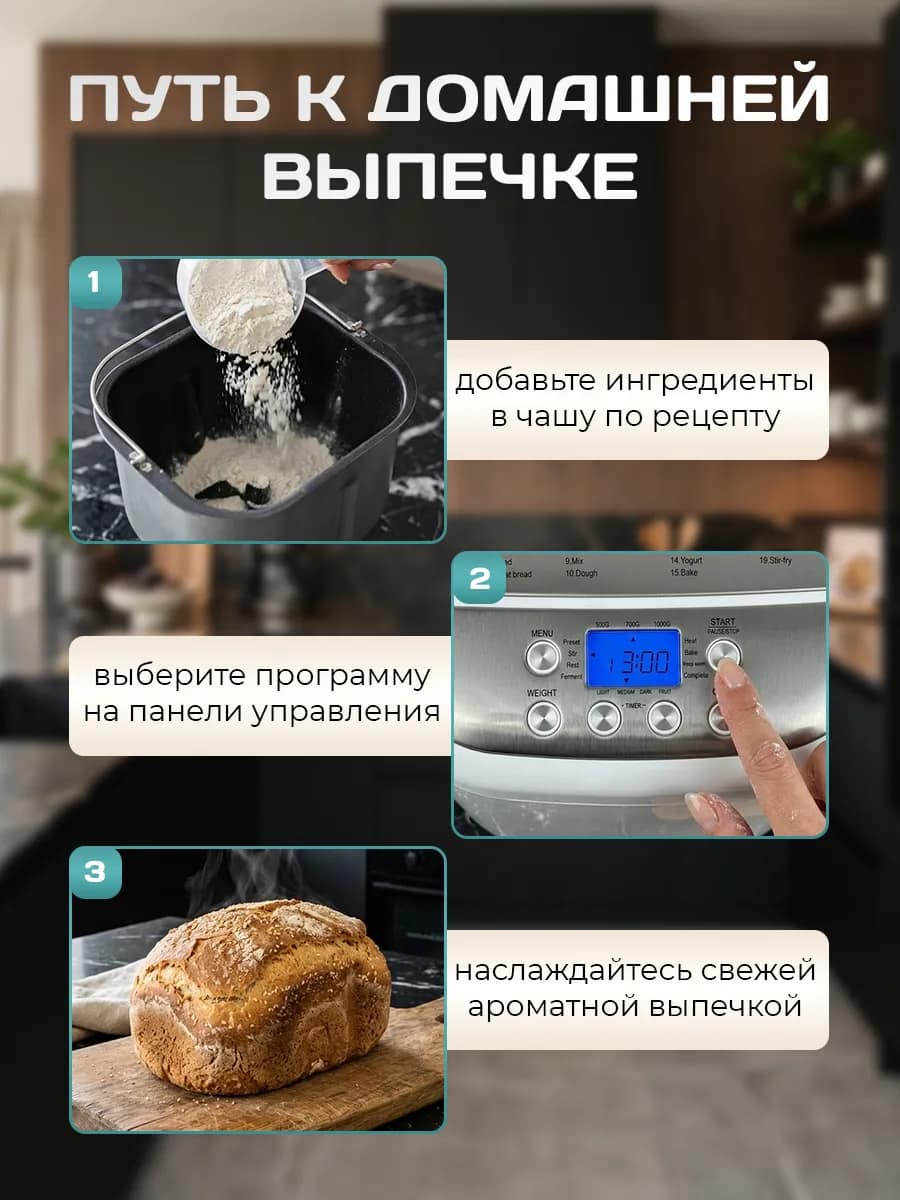 ПУТЬ К ДОМАШНЕЙ
ВЫПЕЧКЕ
1
добавьте ингредиенты
в чашу по рецепту
2
9.Mix 14.Yogurt 19.Stir-fry
bread 10.Dough 15.Bake
500G 700G 1000G
MENU
START
PAUSE/STOP
Preset
Stir
Rest
Ferment
13:00
Heat
Bake
Keep warm
Complete
WEIGHT
LIGHT MEDIUM DARK FRUIT
- TIMER -
выберите программу
на панели управления
3
наслаждайтесь свежей
ароматной выпечкой